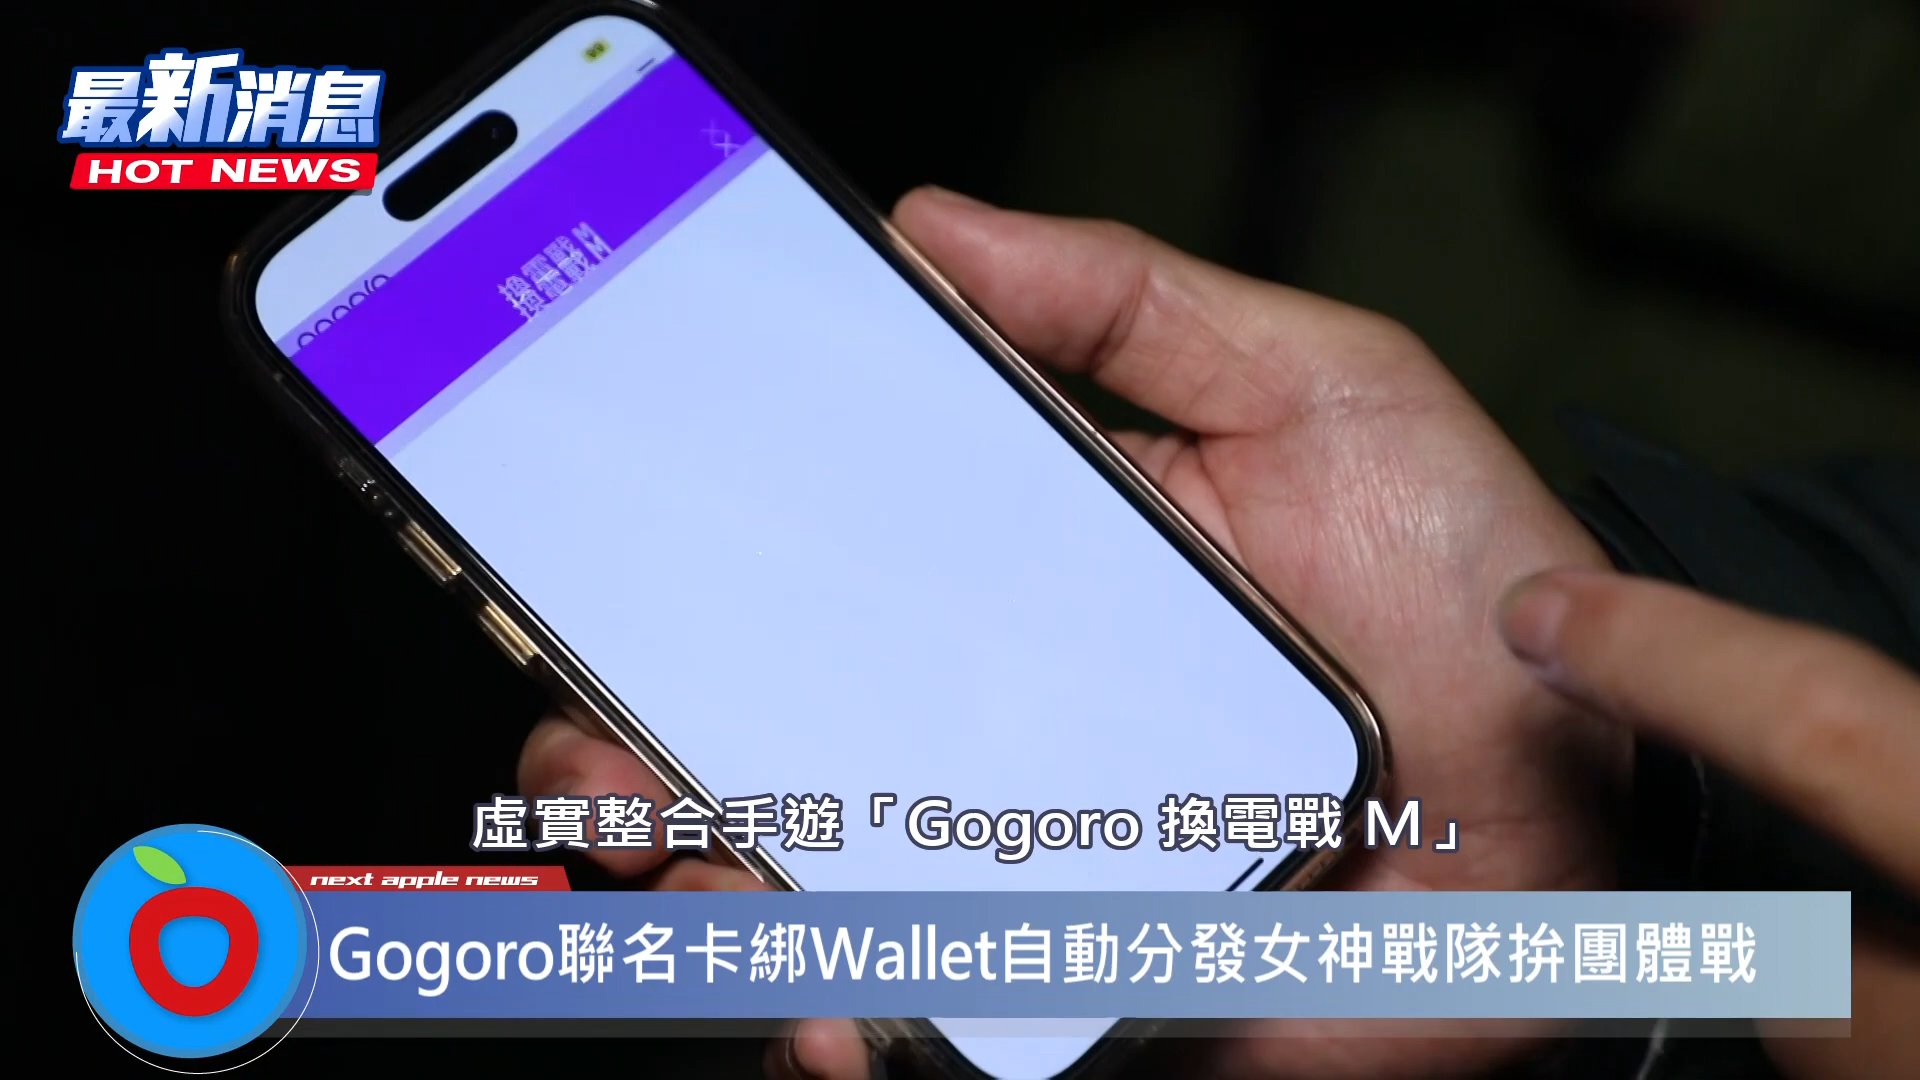 最新消息
HOT NEWS
gogoro
換電戰 M
虛實整合手遊「Gogoro 換電戰 M」
next apple news
Gogoro聯名卡綁Wallet自動分發女神戰隊拚團體戰